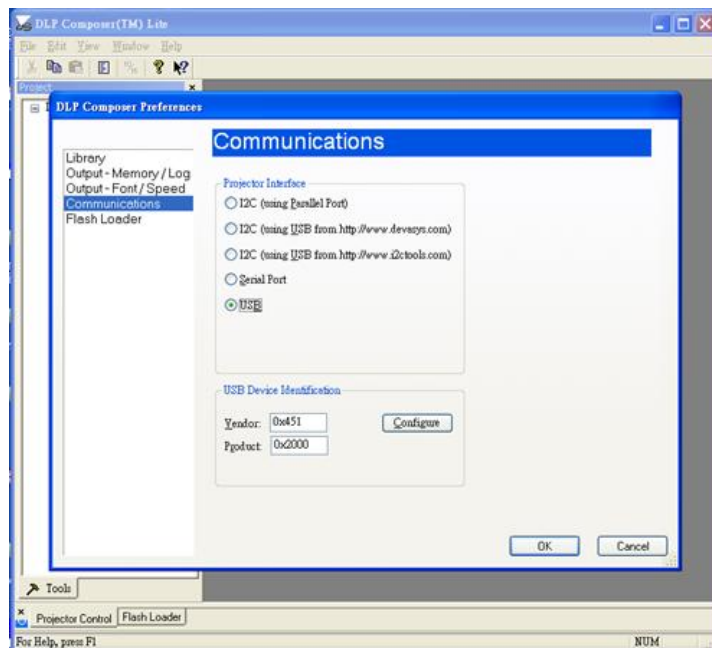 DLP Composer(TM) Lite
File Edit View Window Help
Project
DLP Composer Preferences
Communications
Library
Output - Memory / Log
Output - Font / Speed
Communications
Flash Loader
Projector Interface
I2C (using Parallel Port)
I2C (using USB from http://www.devasys.com)
I2C (using USB from http://www.i2ctools.com)
Serial Port
USB
USB Device Identification
Vendor: 0x451
Configure
Product: 0x2000
OK Cancel
Tools
Projector Control Flash Loader
For Help, press F1 NUM